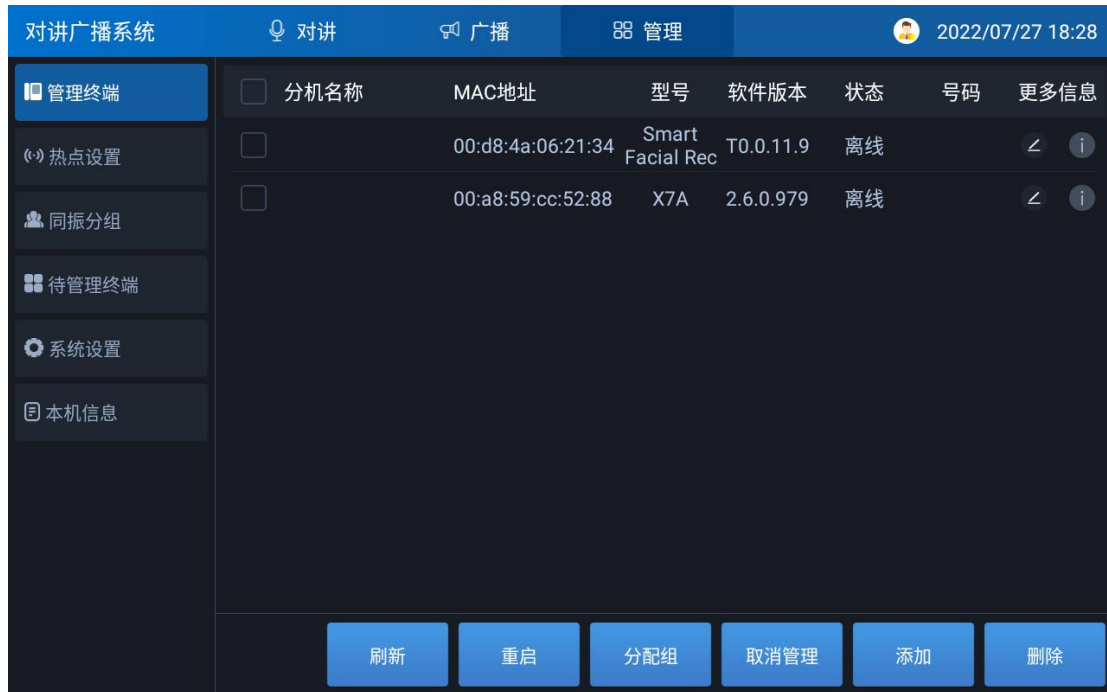 对讲广播系统 对讲 广播 管理 2022/07/27 18:28
管理终端
热点设置
同振分组
待管理终端
系统设置
本机信息
分机名称 MAC地址 型号 软件版本 状态 号码 更多信息
00:d8:4a:06:21:34 Smart Facial Rec T0.0.11.9 离线
00:a8:59:cc:52:88 X7A 2.6.0.979 离线
刷新 重启 分配组 取消管理 添加 删除